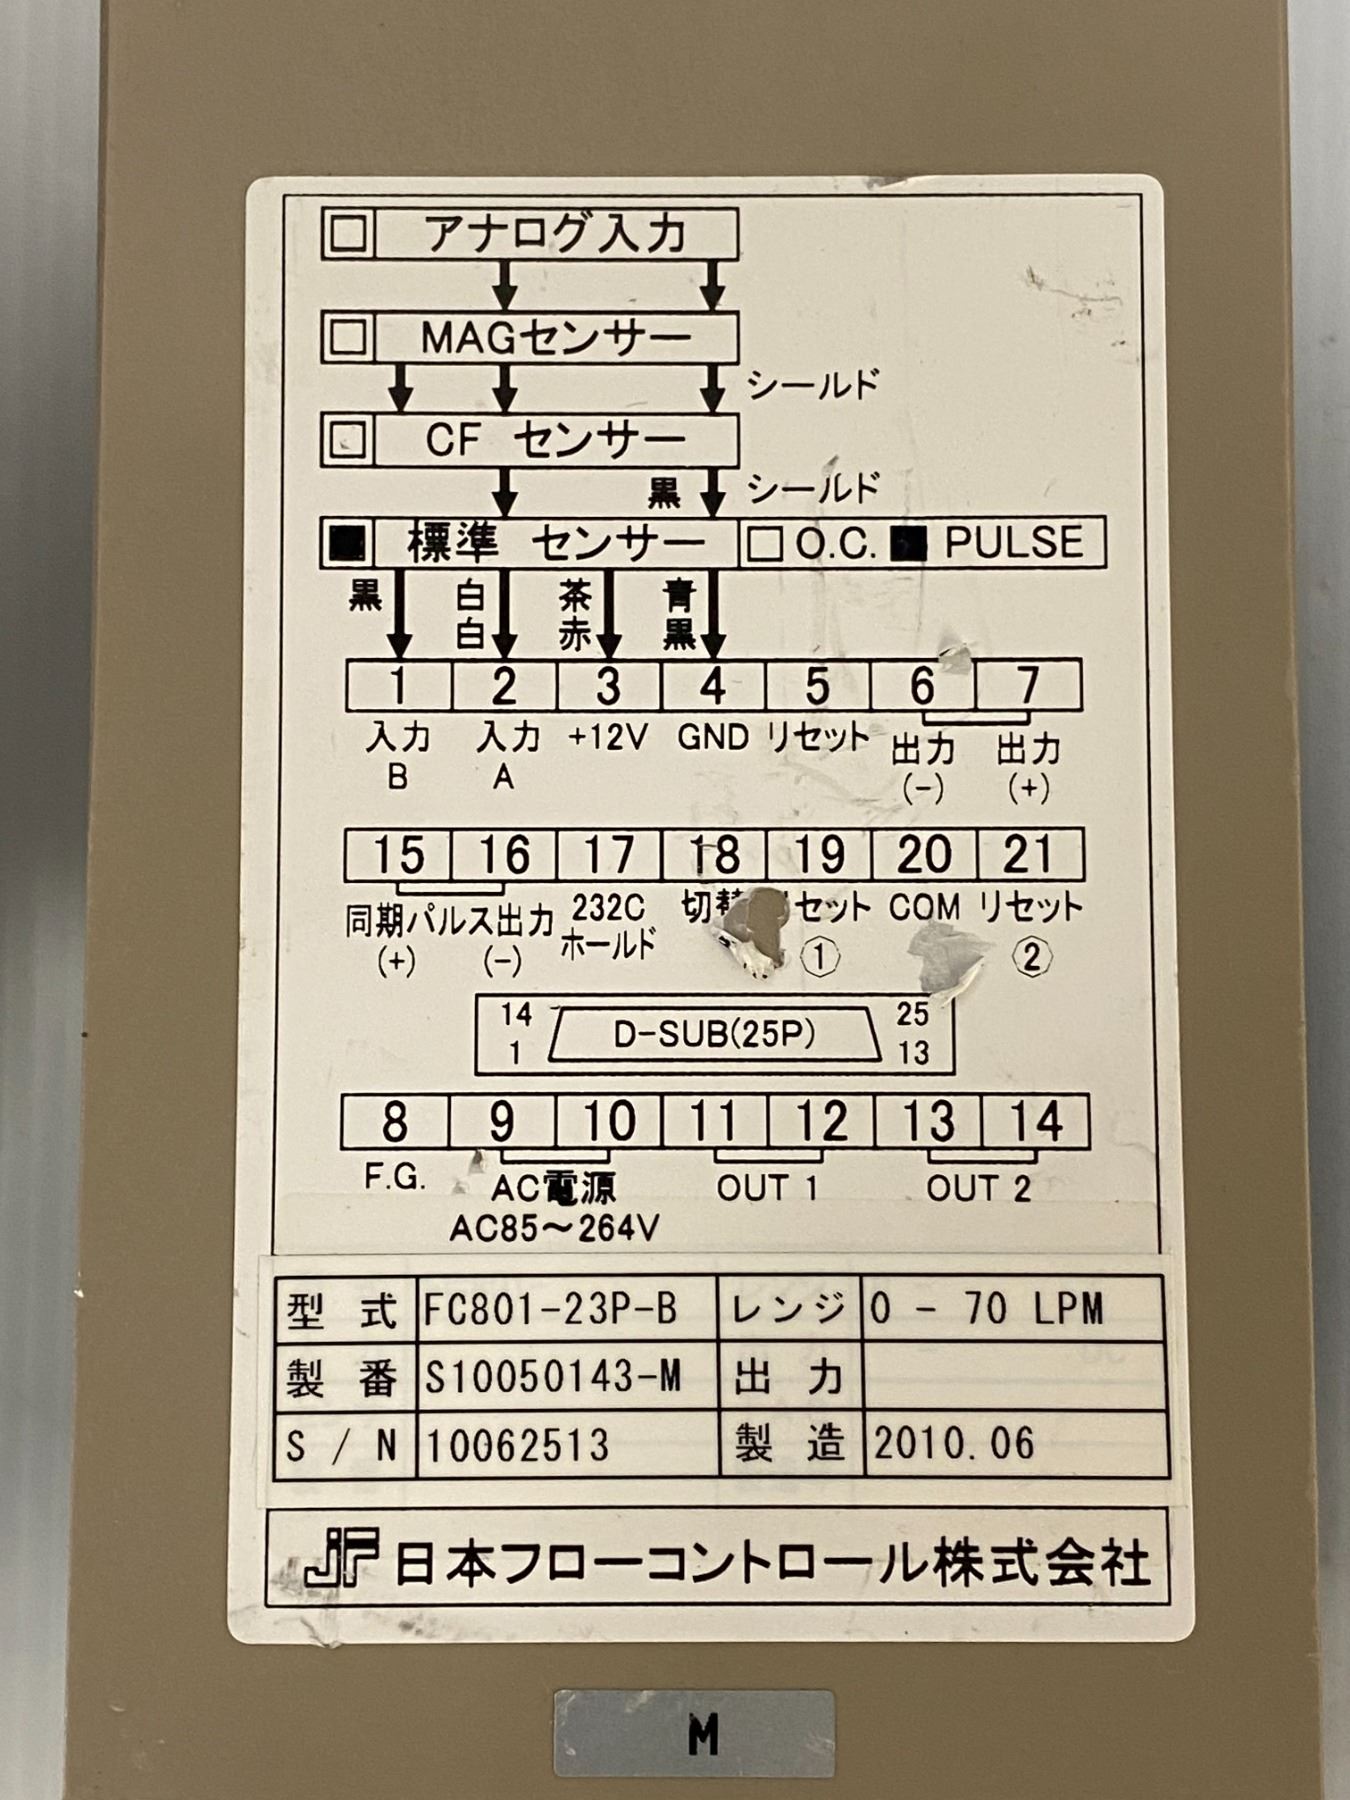 □ アナログ入力
□ MAGセンサー
シールド
□ CF センサー
黒 シールド
■ 標準 センサー □ O.C. ■ PULSE
黒 白 茶 青
白 赤 黒
1 2 3 4 5 6 7
入力 入力 +12V GND リセット 出力 出力
B A (-) (+)
15 16 17 18 19 20 21
同期パルス出力 232C 切替 セット COM リセット
(+) (-) ホールド ① ②
14 25
D-SUB(25P)
1 13
8 9 10 11 12 13 14
F.G. AC電源 OUT 1 OUT 2
AC85～264V
型 式 FC801-23P-B レンジ 0 - 70 LPM
製 番 S10050143-M 出 力
S / N 10062513 製 造 2010.06
JF 日本フローコントロール株式会社
M